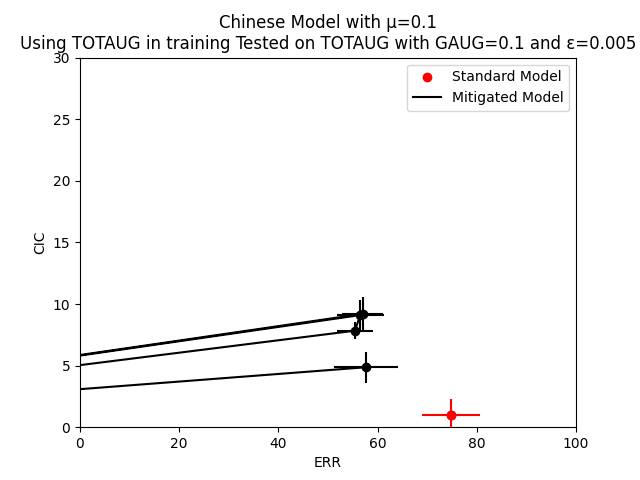 Chinese Model with μ=0.1
Using TOTAUG in training Tested on TOTAUG with GAUG=0.1 and ε=0.005
Standard Model
Mitigated Model
30
25
20
15
10
5
0
CIC
0 20 40 60 80 100
ERR